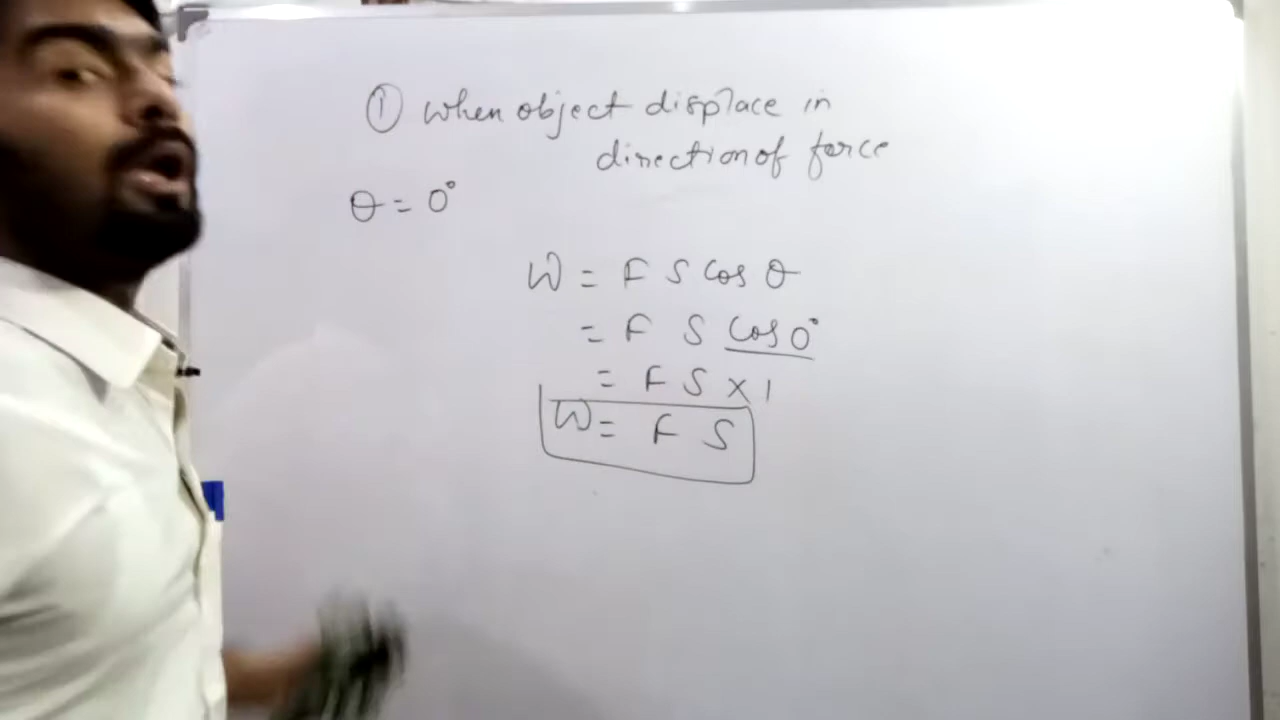 ① when object displace in
direction of force
θ = 0°
W = F S cos θ
= F S cos 0°
= F S × 1
W = F S